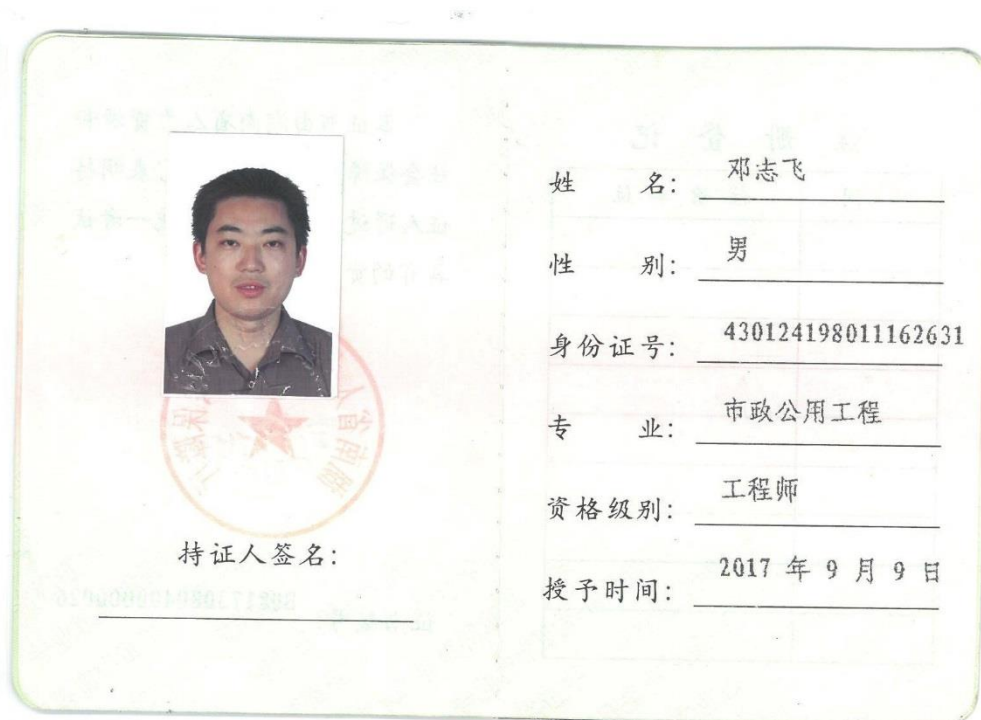 持证人签名:
姓 名: 邓志飞
性 别: 男
身份证号: 430124198011162631
专 业: 市政公用工程
资格级别: 工程师
授予时间: 2017 年 9 月 9 日